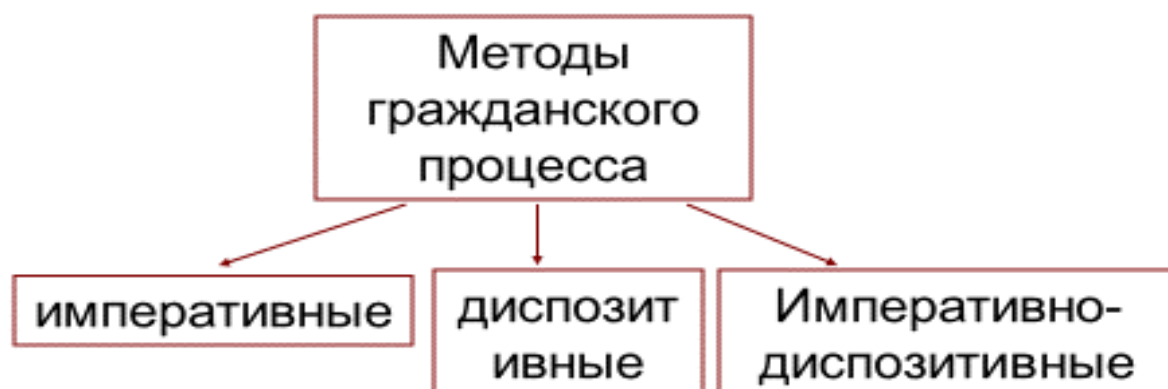 Методы
гражданского
процесса
императивные
диспозит
ивные
Императивно-
диспозитивные